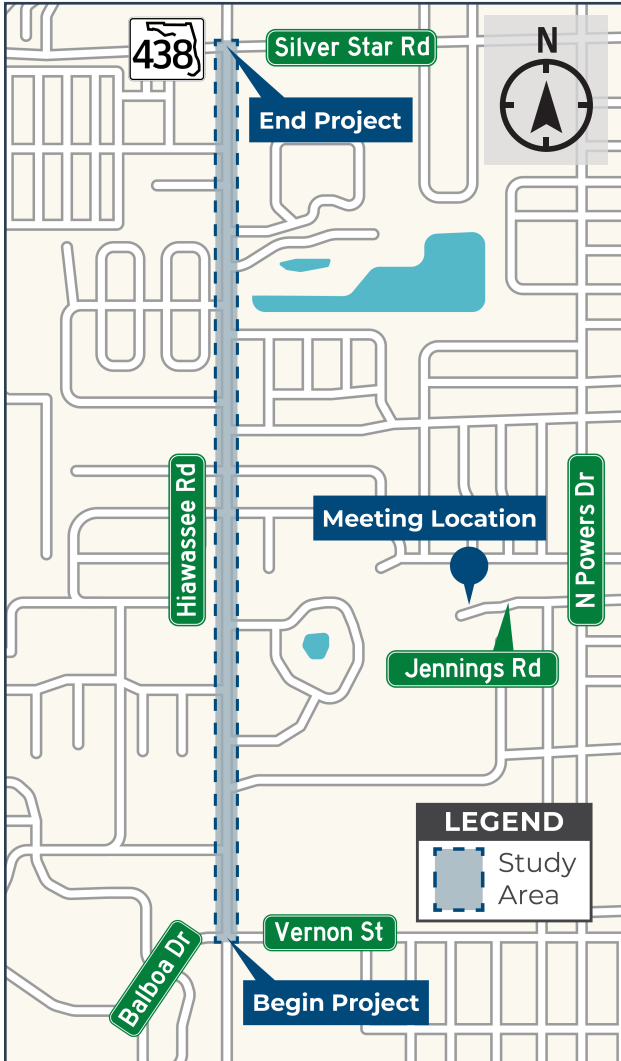 438
Silver Star Rd
N
End Project
Hiawassee Rd
Meeting Location
N Powers Dr
Jennings Rd
LEGEND
Study
Area
Vernon St
Balboa Dr
Begin Project